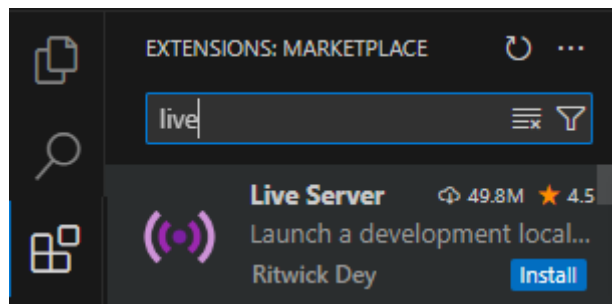 EXTENSIONS: MARKETPLACE
live
Live Server 49.8M 4.5
Launch a development local...
Ritwick Dey Install